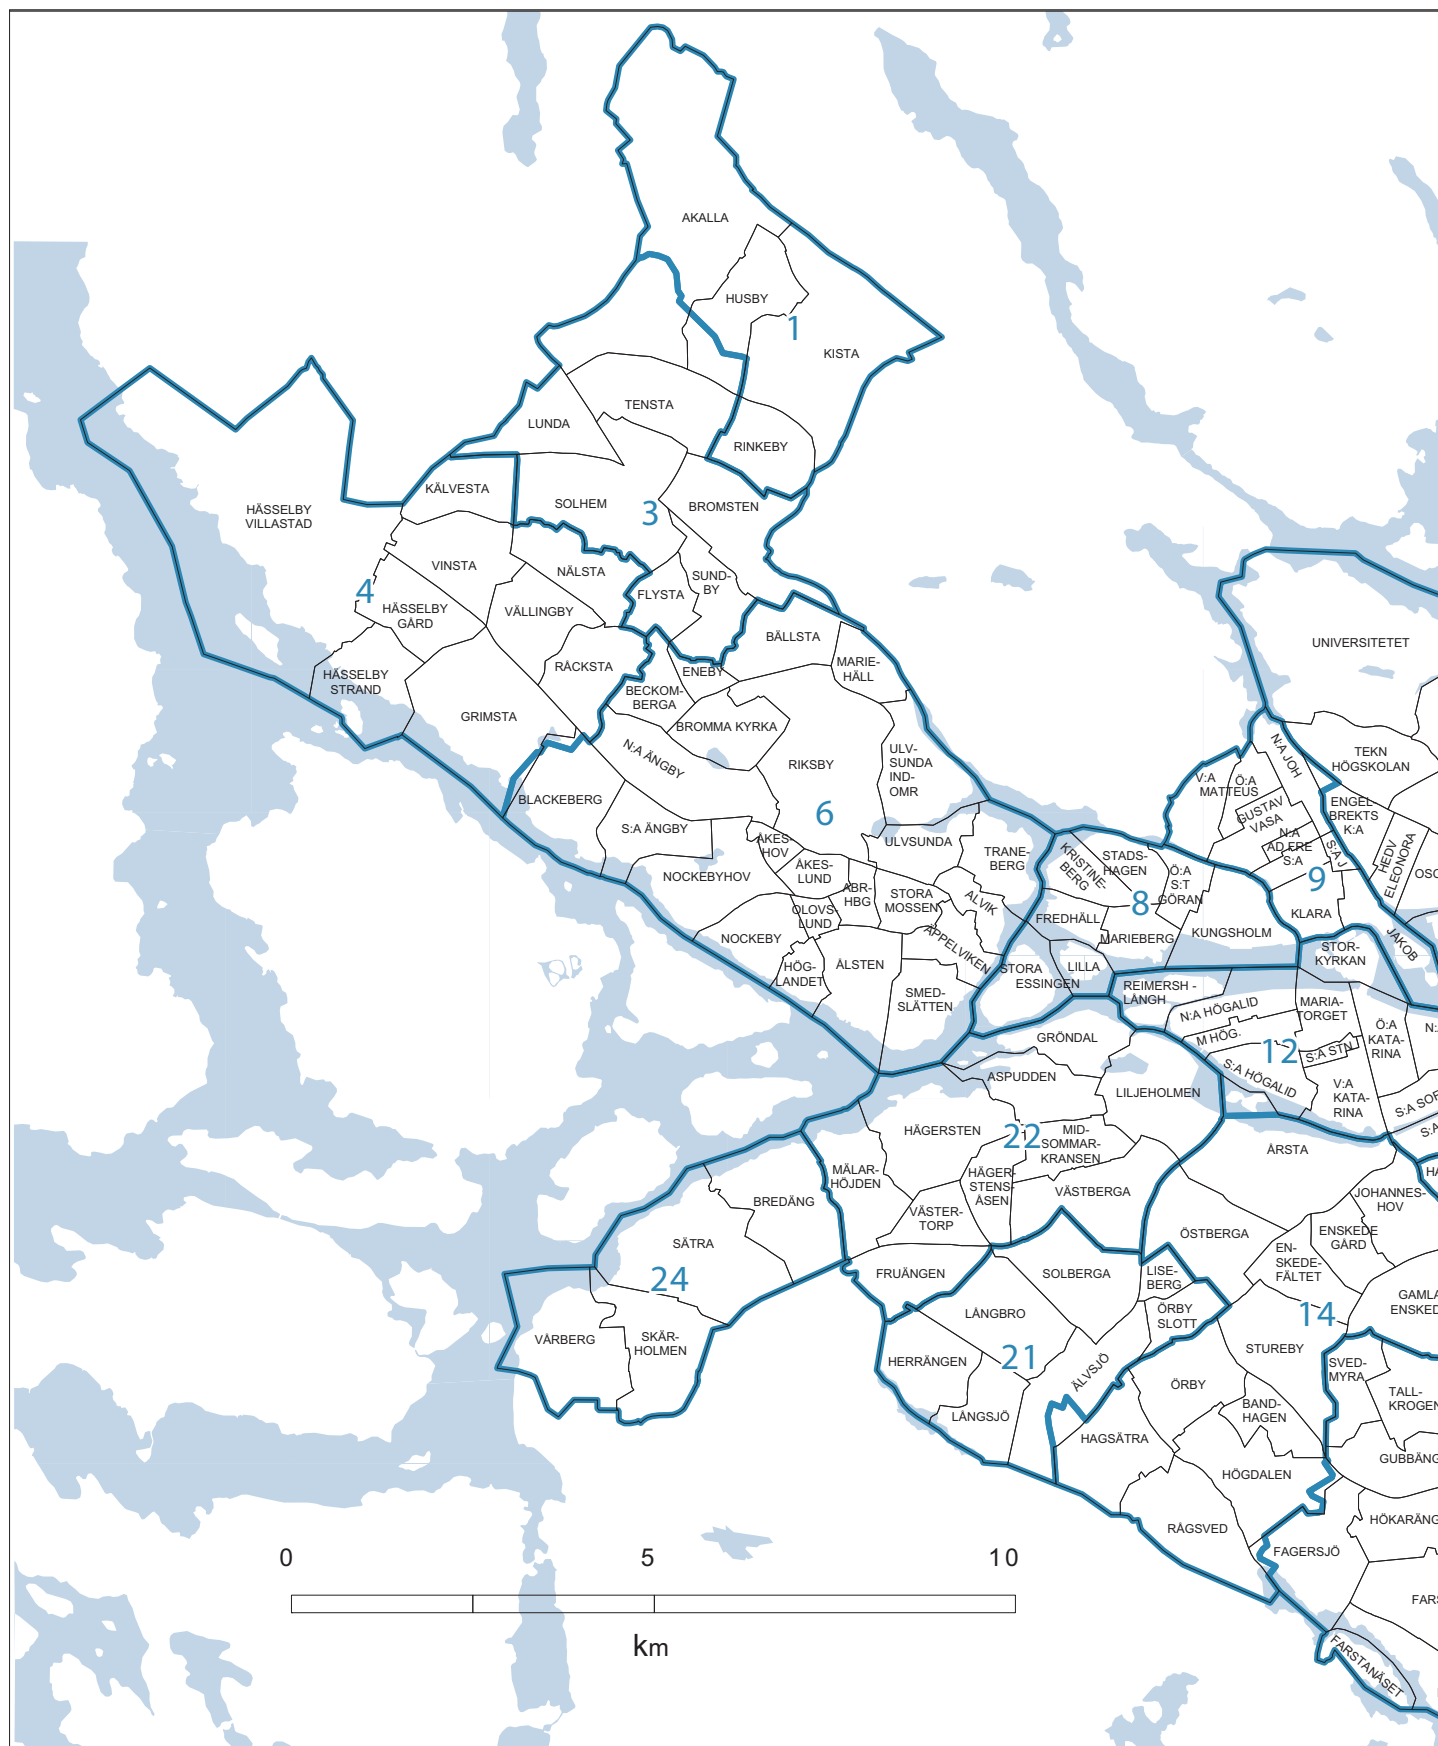 AKALLA
HUSBY
1
KISTA
TENSTA
LUNDA
RINKEBY
KÄLVESTA
SOLHEM
3
BROMSTEN
HÄSSELBY
VILLASTAD
VINSTA
NÄLSTA
SUND-
BY
FLYSTA
4
HÄSSELBY
GÅRD
VÄLLINGBY
BÄLLSTA
UNIVERSITETET
RÅCKSTA
MARIE-
HÄLL
ENEBY
HÄSSELBY
STRAND
BECKOM-
BERGA
GRIMSTA
BROMMA KYRKA
N:A ÄNGBY
RIKSBY
ULV-
SUNDA
IND-
OMR
N:A JOH
TEKN
HÖGSKOLAN
V:A
MATTEUS
Ö:A
BLACKEBERG
6
GUSTAV
VASA
ENGEL-
BREKTS
K:A
S:A ÄNGBY
ÅKES-
HOV
ULVSUNDA
TRANE-
BERG
KRISTINE-
BERG
STADS-
HAGEN
N:A
AD.FRE
S:A
S:A J
HEDV
ELEONORA
OSC
NOCKEBYHOV
ÅKES-
LUND
ABR-
HBG
STORA
MOSSEN
ALVIK
Ö:A
S:T
GÖRAN
8
9
OLOVS-
LUND
FREDHÄLL
KLARA
NOCKEBY
ÄPPELVIKEN
MARIEBERG
KUNGSHOLM
JAKOB
STOR-
KYRKAN
HÖG-
LANDET
ÅLSTEN
STORA
LILLA
ESSINGEN
SMED-
SLÄTTEN
REIMERSH -
LÅNGH
N:A HÖGALID
MARIA-
TORGET
GRÖNDAL
M HÖG.
12
S:A STN
Ö:A
KATA-
RINA
N:
ASPUDDEN
S:A HÖGALID
LILJEHOLMEN
V:A
KATA-
RINA
S:A SOF
S:A
HÄGERSTEN
22
MID-
SOMMAR-
KRANSEN
ÅRSTA
MÄLAR-
HÖJDEN
HÄGER-
STENS-
ÅSEN
HA
BREDÄNG
VÄSTBERGA
JOHANNES-
HOV
VÄSTER-
TORP
ÖSTBERGA
ENSKEDE
GÅRD
SÄTRA
EN-
SKEDE-
FÄLTET
24
FRUÄNGEN
SOLBERGA
LISE-
BERG
GAMLA
ENSKED
LÅNGBRO
ÖRBY
SLOTT
14
VÅRBERG
SKÄR-
HOLMEN
STUREBY
HERRÄNGEN
21
ÄLVSJÖ
SVED-
MYRA
ÖRBY
TALL-
KROGEN
LÅNGSJÖ
BAND-
HAGEN
HAGSÄTRA
GUBBÄNG
HÖGDALEN
HÖKARÄNG
RÅGSVED
FAGERSJÖ
FARS
FARSTANÄSET
0
5
10
km